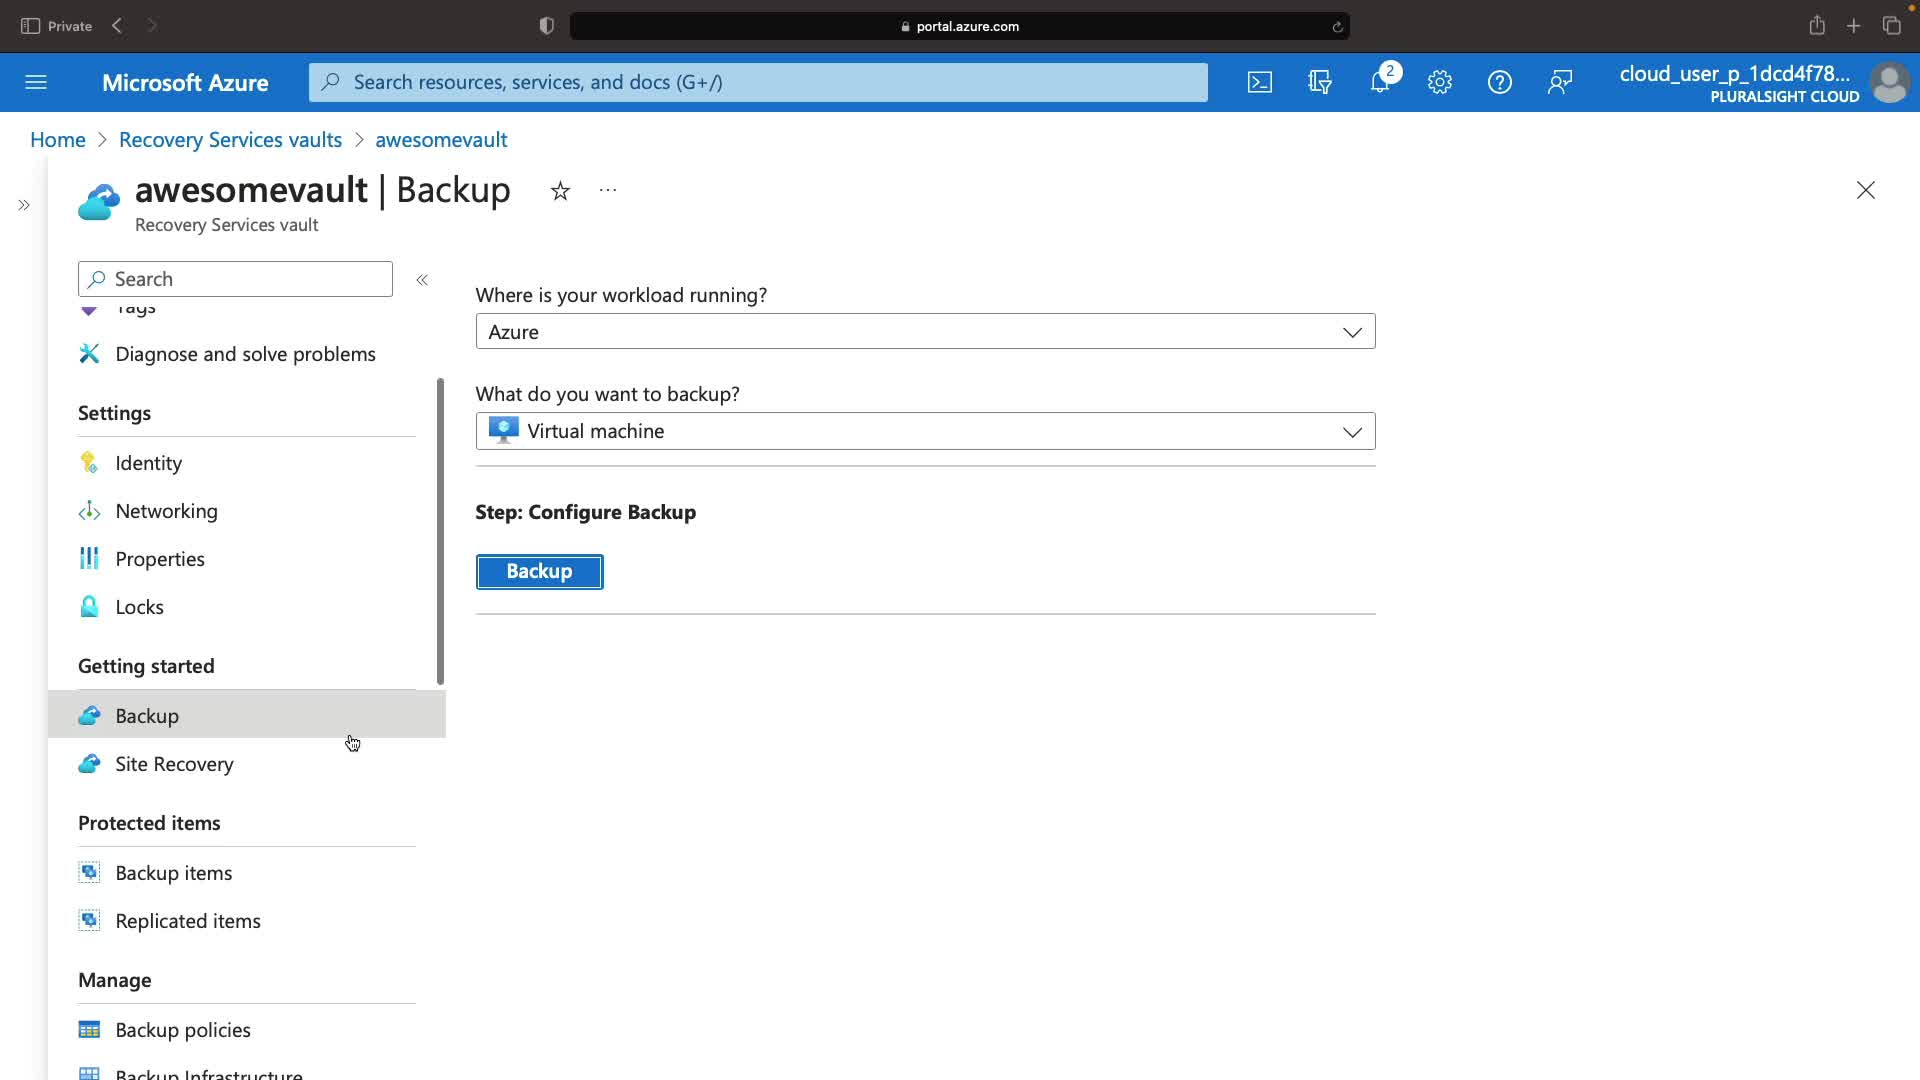 Private
portal.azure.com
Microsoft Azure
Search resources, services, and docs (G+/)
2
cloud_user_p_1dcd4f78...
PLURALSIGHT CLOUD
Home > Recovery Services vaults > awesomevault
awesomevault | Backup
Recovery Services vault
Search
Tags
Diagnose and solve problems
Settings
Identity
Networking
Properties
Locks
Getting started
Backup
Site Recovery
Protected items
Backup items
Replicated items
Manage
Backup policies
Backup Infrastructure
Where is your workload running?
Azure
What do you want to backup?
Virtual machine
Step: Configure Backup
Backup